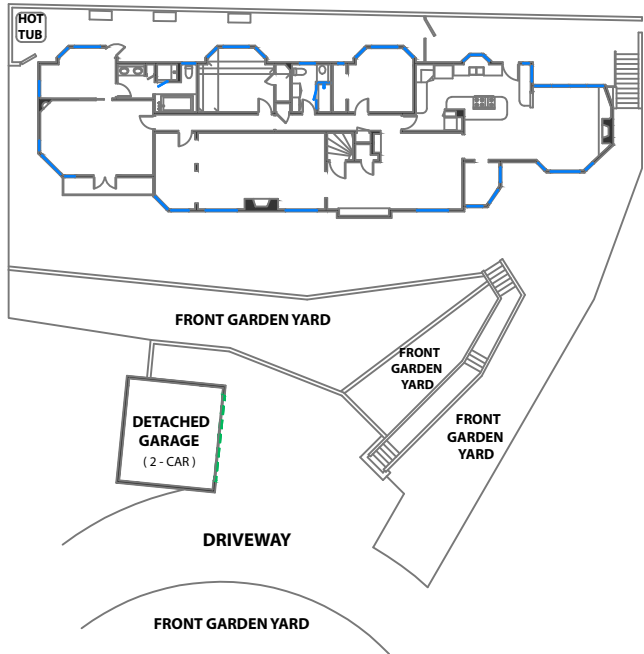 HOT
TUB
FRONT GARDEN YARD
FRONT
GARDEN
YARD
FRONT
GARDEN
YARD
DETACHED
GARAGE
( 2 - CAR )
DRIVEWAY
FRONT GARDEN YARD